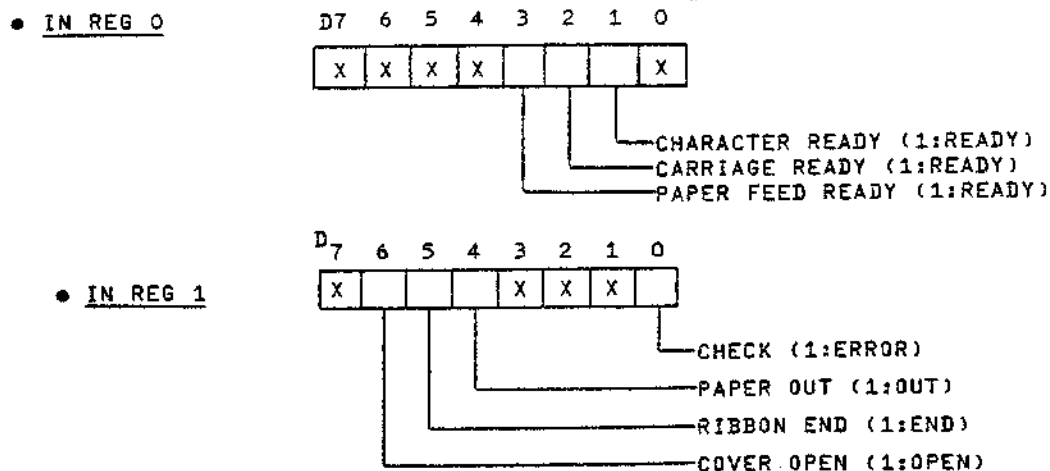 ● IN REG 0
D7 6 5 4 3 2 1 0
X X X X X
CHARACTER READY (1:READY)
CARRIAGE READY (1:READY)
PAPER FEED READY (1:READY)
D7 6 5 4 3 2 1 0
● IN REG 1
X X X X
CHECK (1:ERROR)
PAPER OUT (1:OUT)
RIBBON END (1:END)
COVER OPEN (1:OPEN)